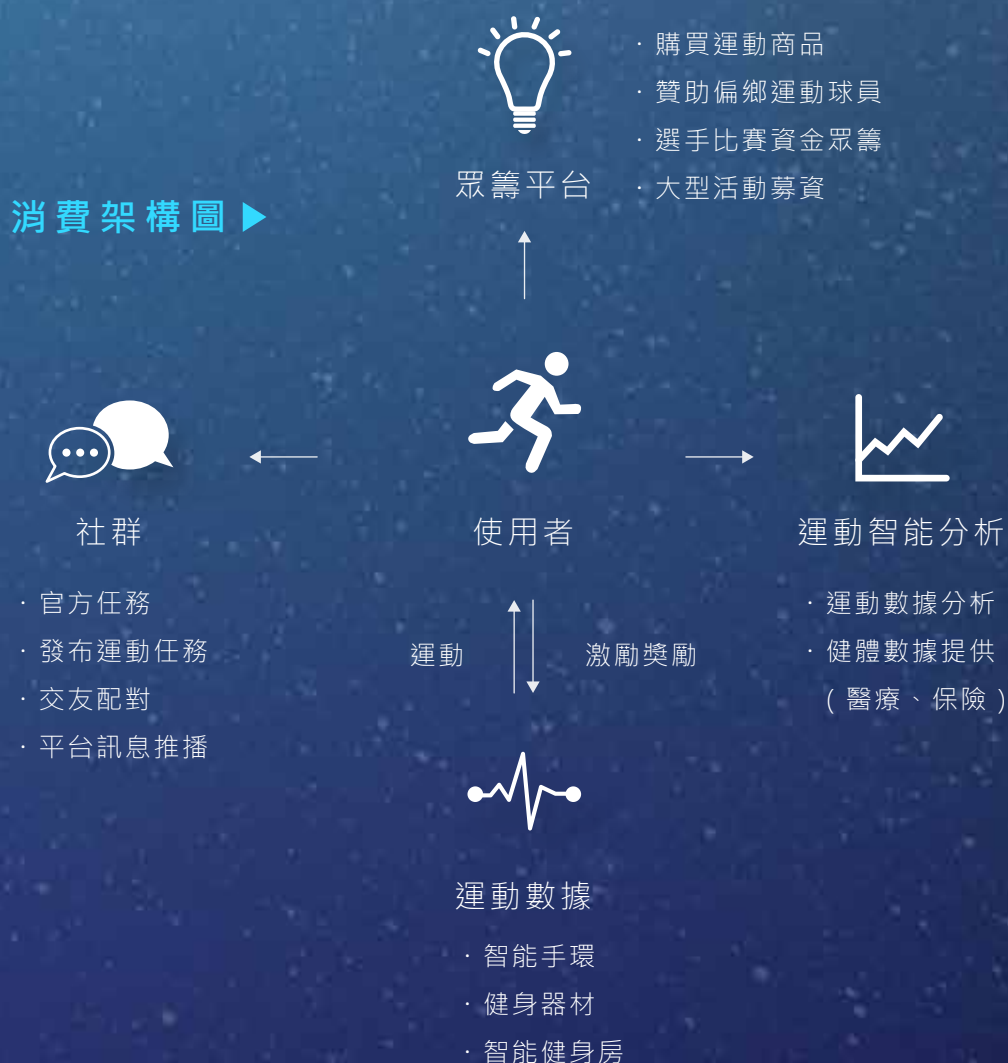 · 購買運動商品
· 贊助偏鄉運動球員
· 選手比賽資金眾籌
· 大型活動募資
眾籌平台
消費架構圖
社群
· 官方任務
· 發布運動任務
· 交友配對
· 平台訊息推播
使用者
運動
激勵獎勵
運動智能分析
· 運動數據分析
· 健體數據提供
( 醫療、保險 )
運動數據
· 智能手環
· 健身器材
· 智能健身房